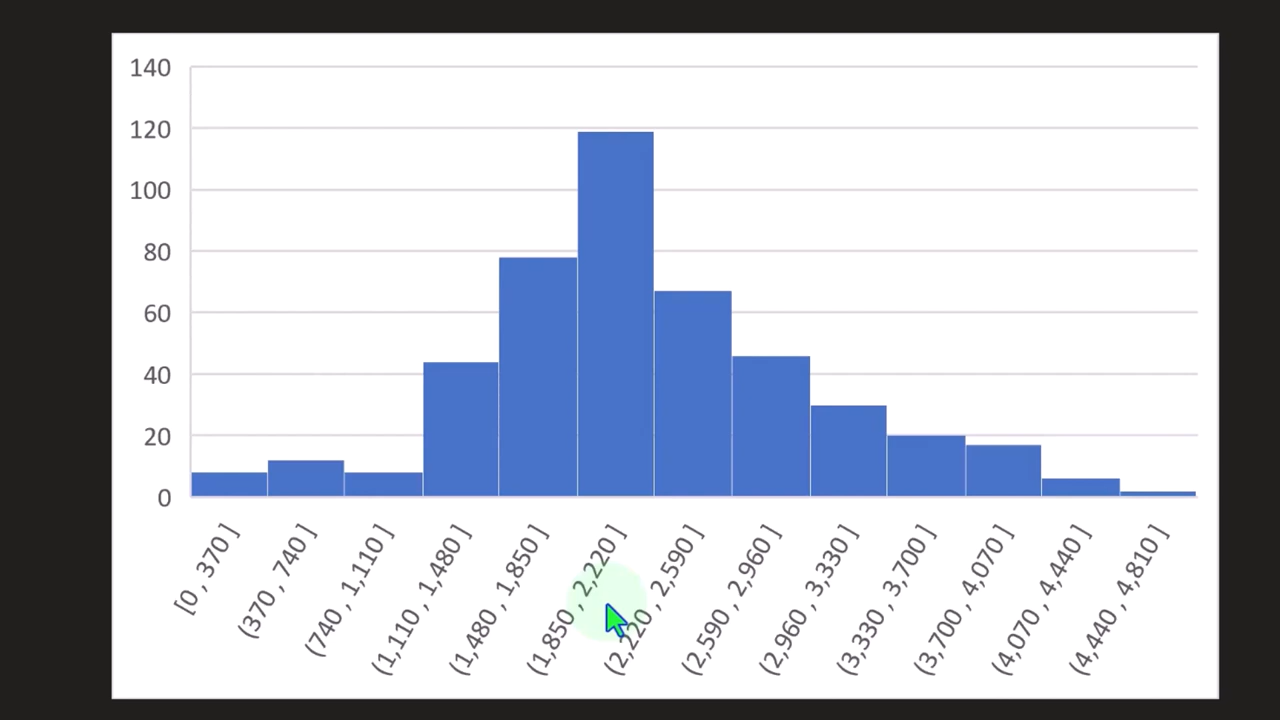 140
120
100
80
60
40
20
0
[0 , 370 ]
(370 , 740 ]
(740 , 1,110 ]
(1,110 , 1,480 ]
(1,480 , 1,850 ]
(1,850 , 2,220 ]
(2,220 , 2,590 ]
(2,590 , 2,960 ]
(2,960 , 3,330 ]
(3,330 , 3,700 ]
(3,700 , 4,070 ]
(4,070 , 4,440 ]
(4,440 , 4,810 ]